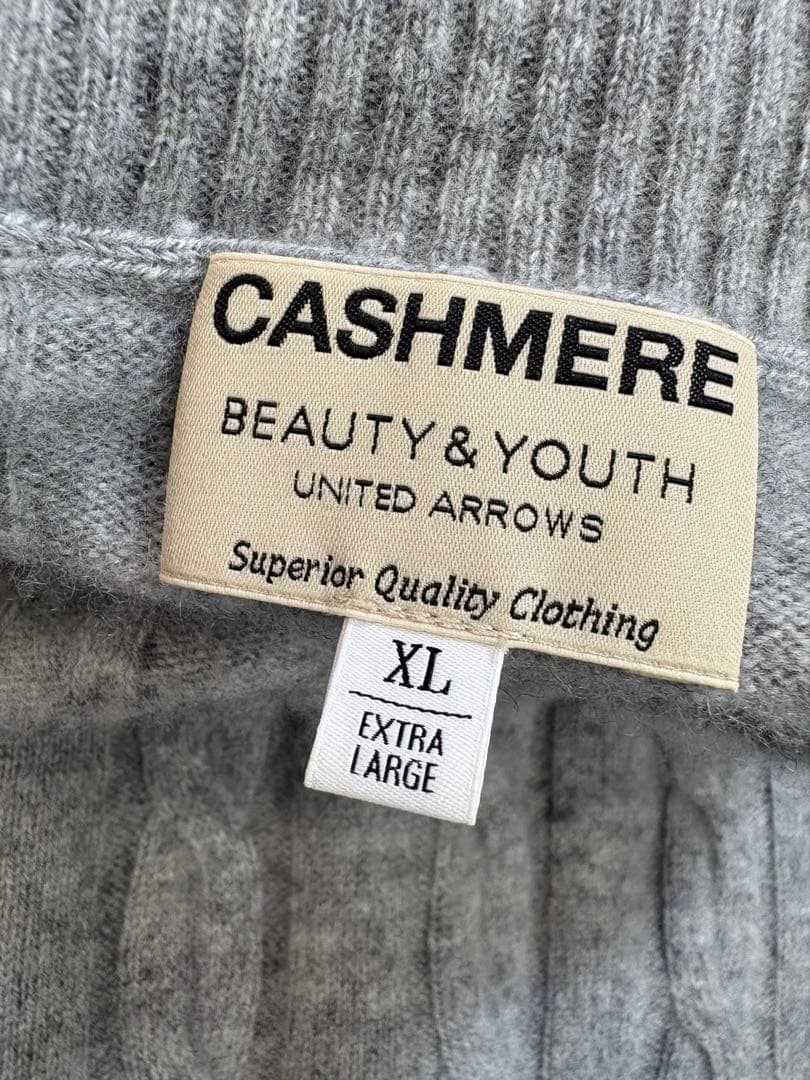 CASHMERE
BEAUTY & YOUTH
UNITED ARROWS
Superior Quality Clothing
XL
EXTRA
LARGE